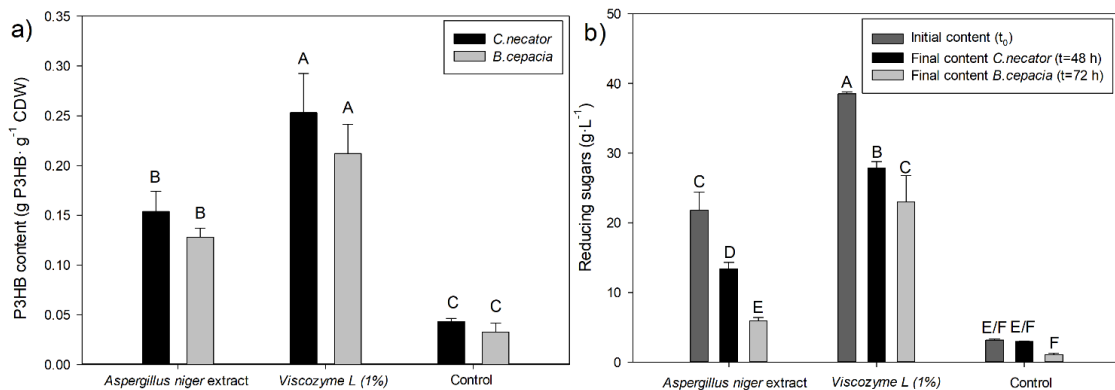 a)
P3HB content (g P3HB· g⁻¹ CDW)
0.35
0.30
0.25
0.20
0.15
0.10
0.05
0.00
C.necator
B.cepacia
B
B
A
A
C
C
Aspergillus niger extract
Viscozyme L (1%)
Control
b)
Reducing sugars (g·L⁻¹)
50
40
30
20
10
0
Initial content (t₀)
Final content C.necator (t=48 h)
Final content B.cepacia (t=72 h)
C
D
E
A
B
C
E/F
E/F
F
Aspergillus niger extract
Viscozyme L (1%)
Control